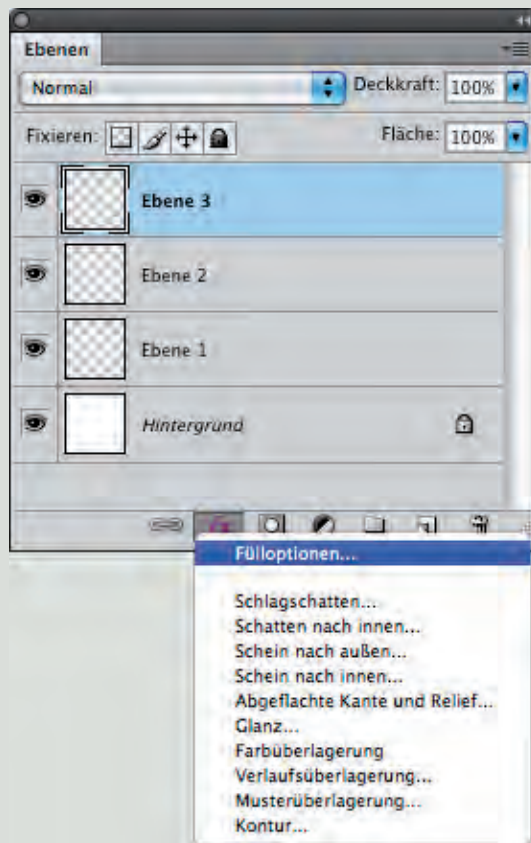 Ebenen
Normal Deckkraft: 100%
Fixieren: Fläche: 100%
Ebene 3
Ebene 2
Ebene 1
Hintergrund
fx
Fülloptionen...
Schlagschatten...
Schatten nach innen...
Schein nach außen...
Schein nach innen...
Abgeflachte Kante und Relief...
Glanz...
Farbüberlagerung
Verlaufsüberlagerung...
Musterüberlagerung...
Kontur...